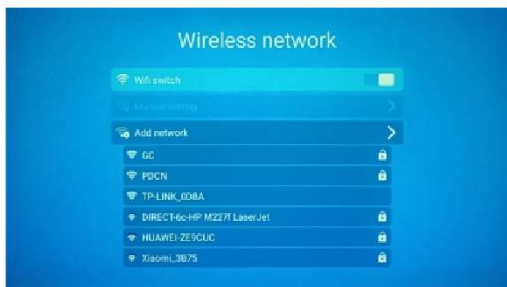 Wireless network
Wifi switch
Manual setting
Add network
GC
PDCN
TP-LINK_0D8A
DIRECT-6c-HP M227f LaserJet
HUAWEI-ZE9CUC
Xiaomi_3B75